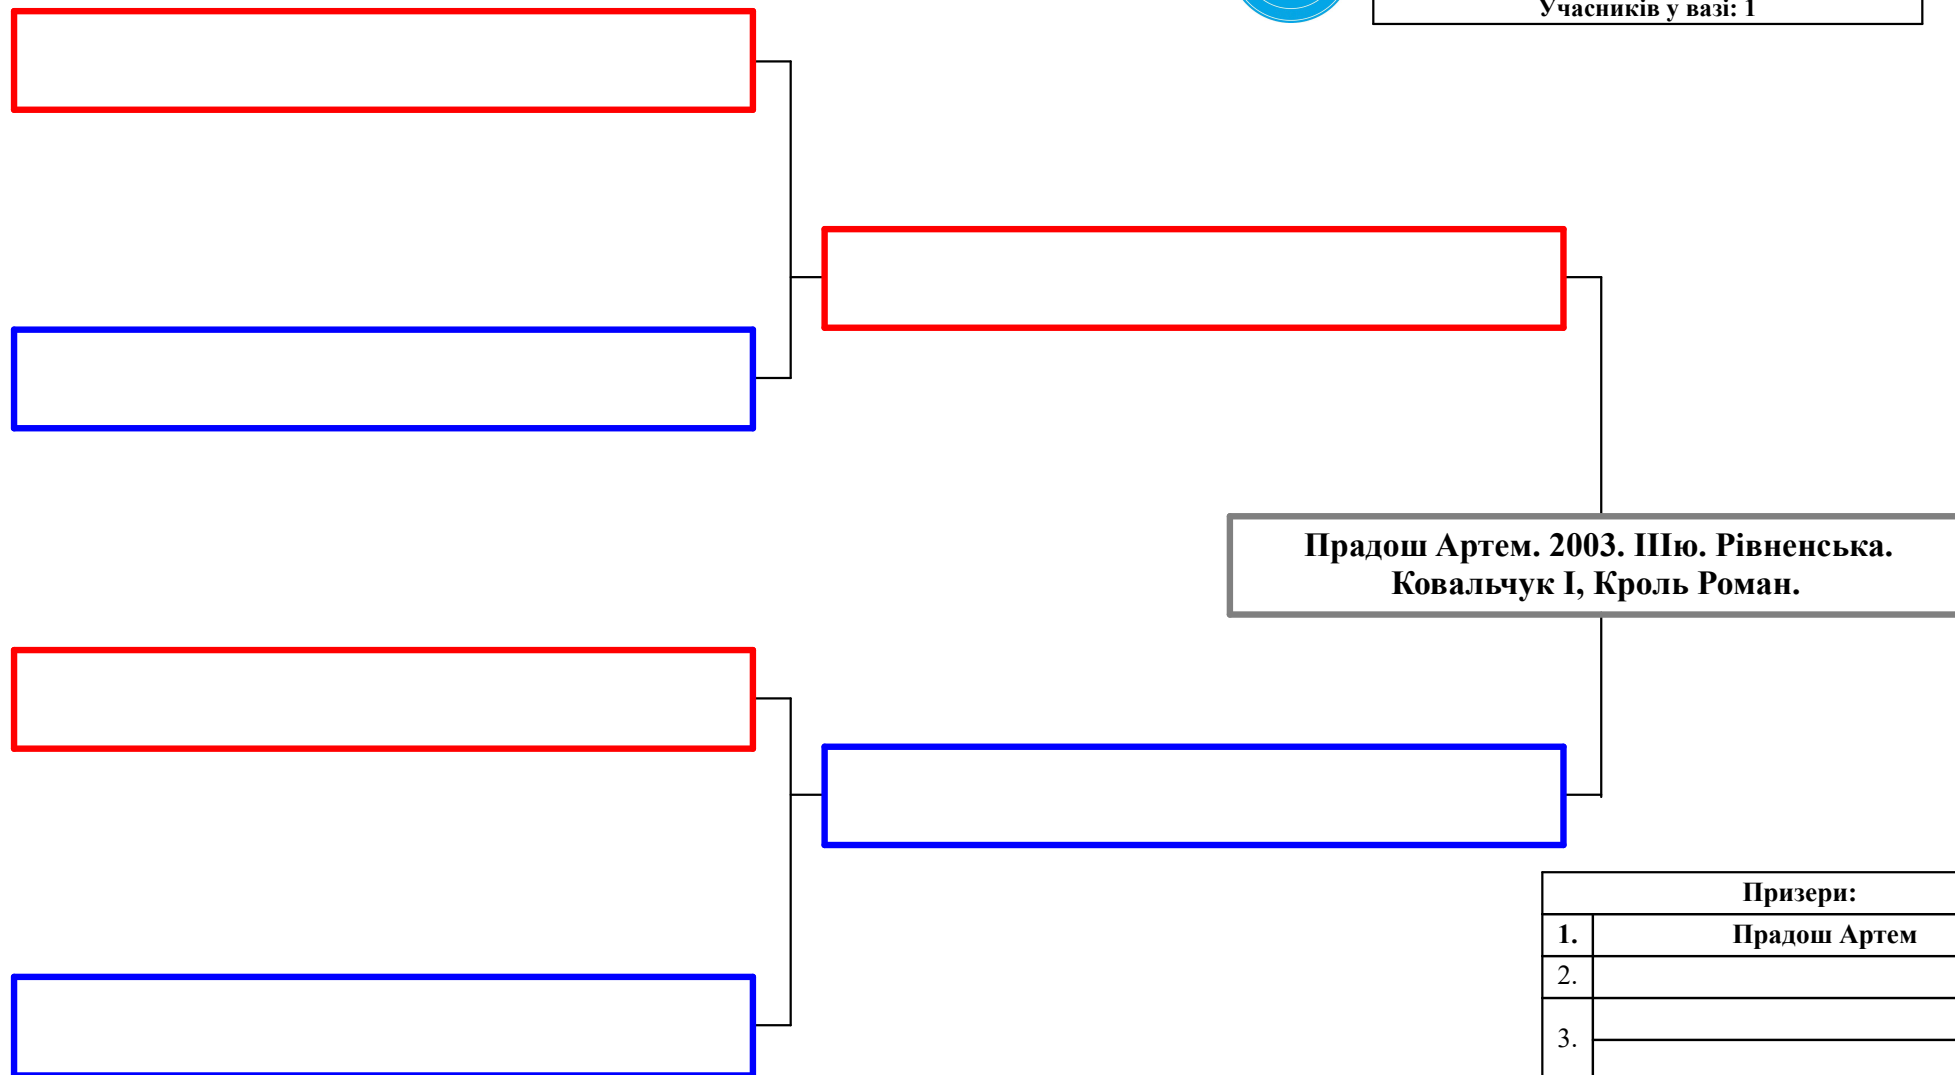 Учасників у вазі: 1
Прадош Артем. 2003. ІІІю. Рівненська.
Ковальчук І, Кроль Роман.
Призери:
1. Прадош Артем
2.
3.